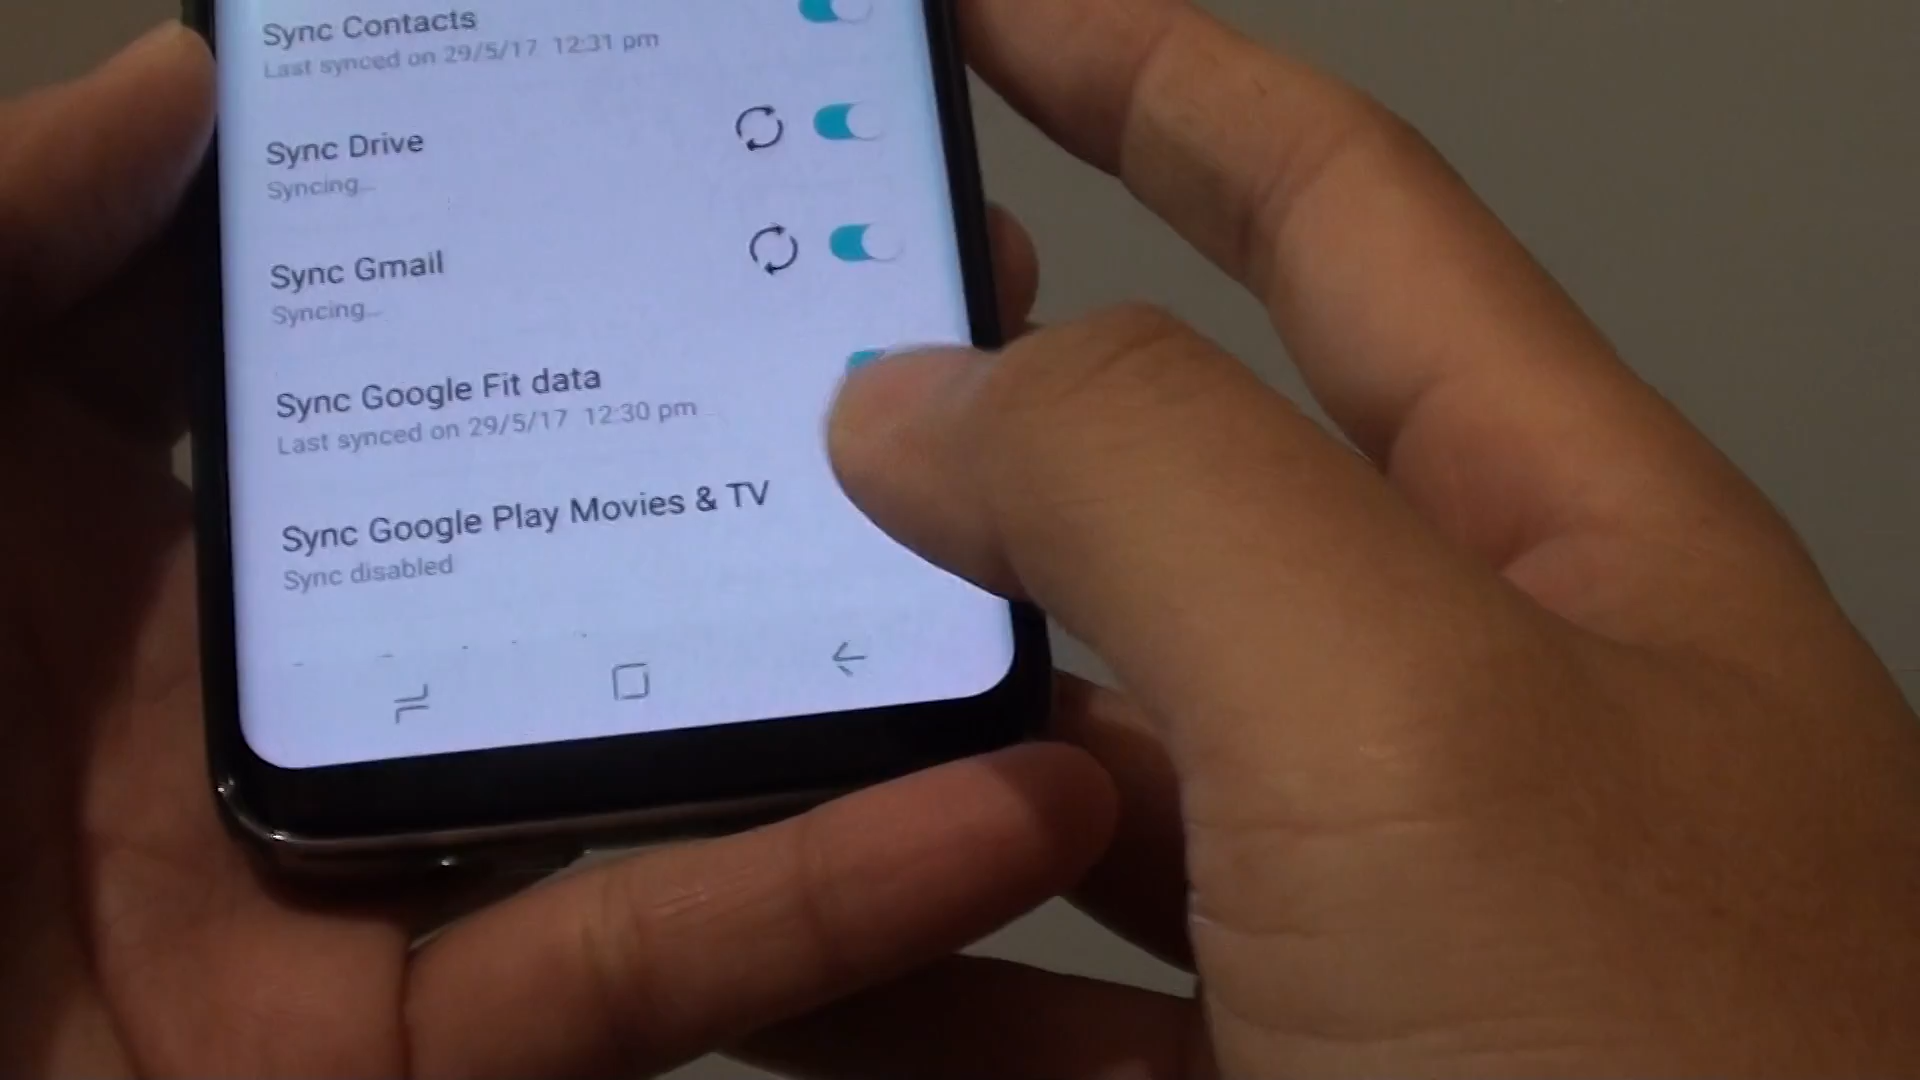 Sync Contacts
Last synced on 29/5/17 12:31 pm
Sync Drive
Syncing...
Sync Gmail
Syncing...
Sync Google Fit data
Last synced on 29/5/17 12:30 pm
Sync Google Play Movies & TV
Sync disabled